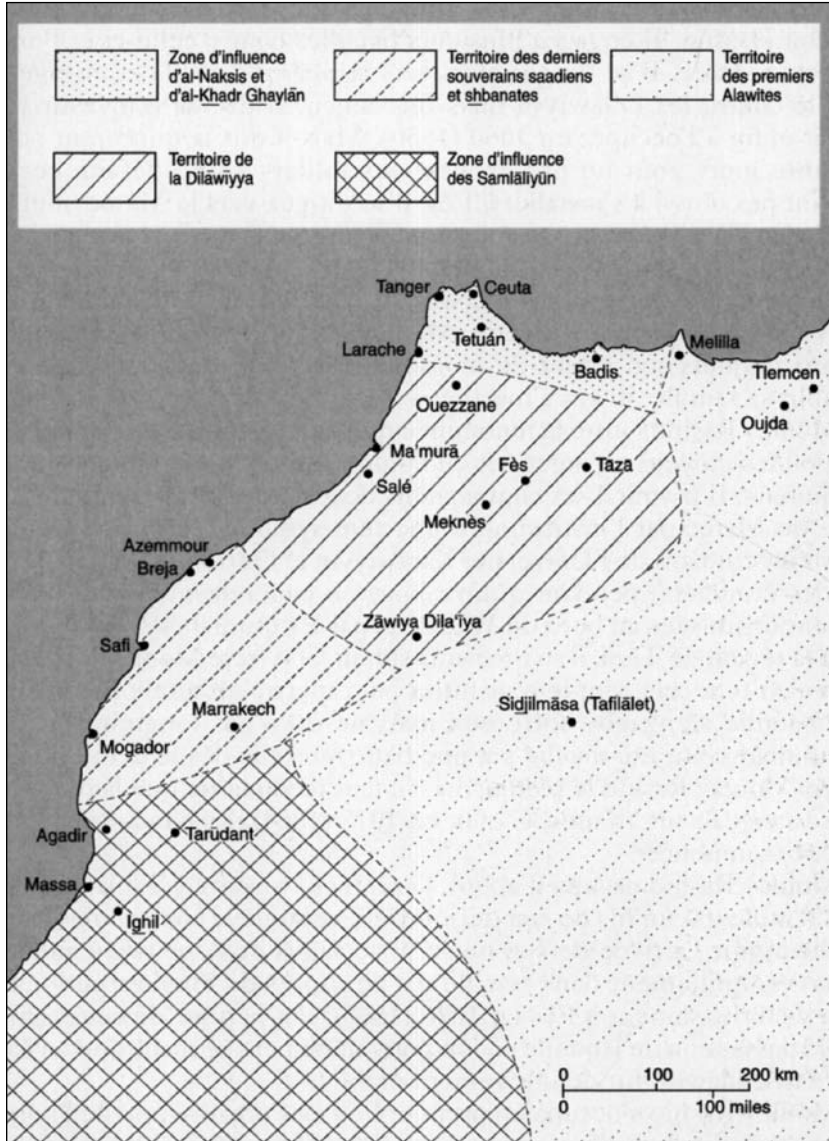 Zone d'influence
d'al-Naksis et
d'al-Khadr Ghaylān
Territoire des derniers
souverains saadiens
et shbanates
Territoire
des premiers
Alawites
Territoire de
la Dilāwiyya
Zone d'influence
des Samlāliyūn
Tanger
Ceuta
Tetuán
Larache
Badis
Melilla
Tlemcen
Oujda
Ouezzane
Ma'murā
Salé
Fès
Tāzā
Meknès
Azemmour
Breja
Zāwiya Dila'iya
Safi
Sidjilmāsa (Tafilālet)
Marrakech
Mogador
Agadir
Tarūdant
Massa
Ighil
0 100 200 km
0 100 miles